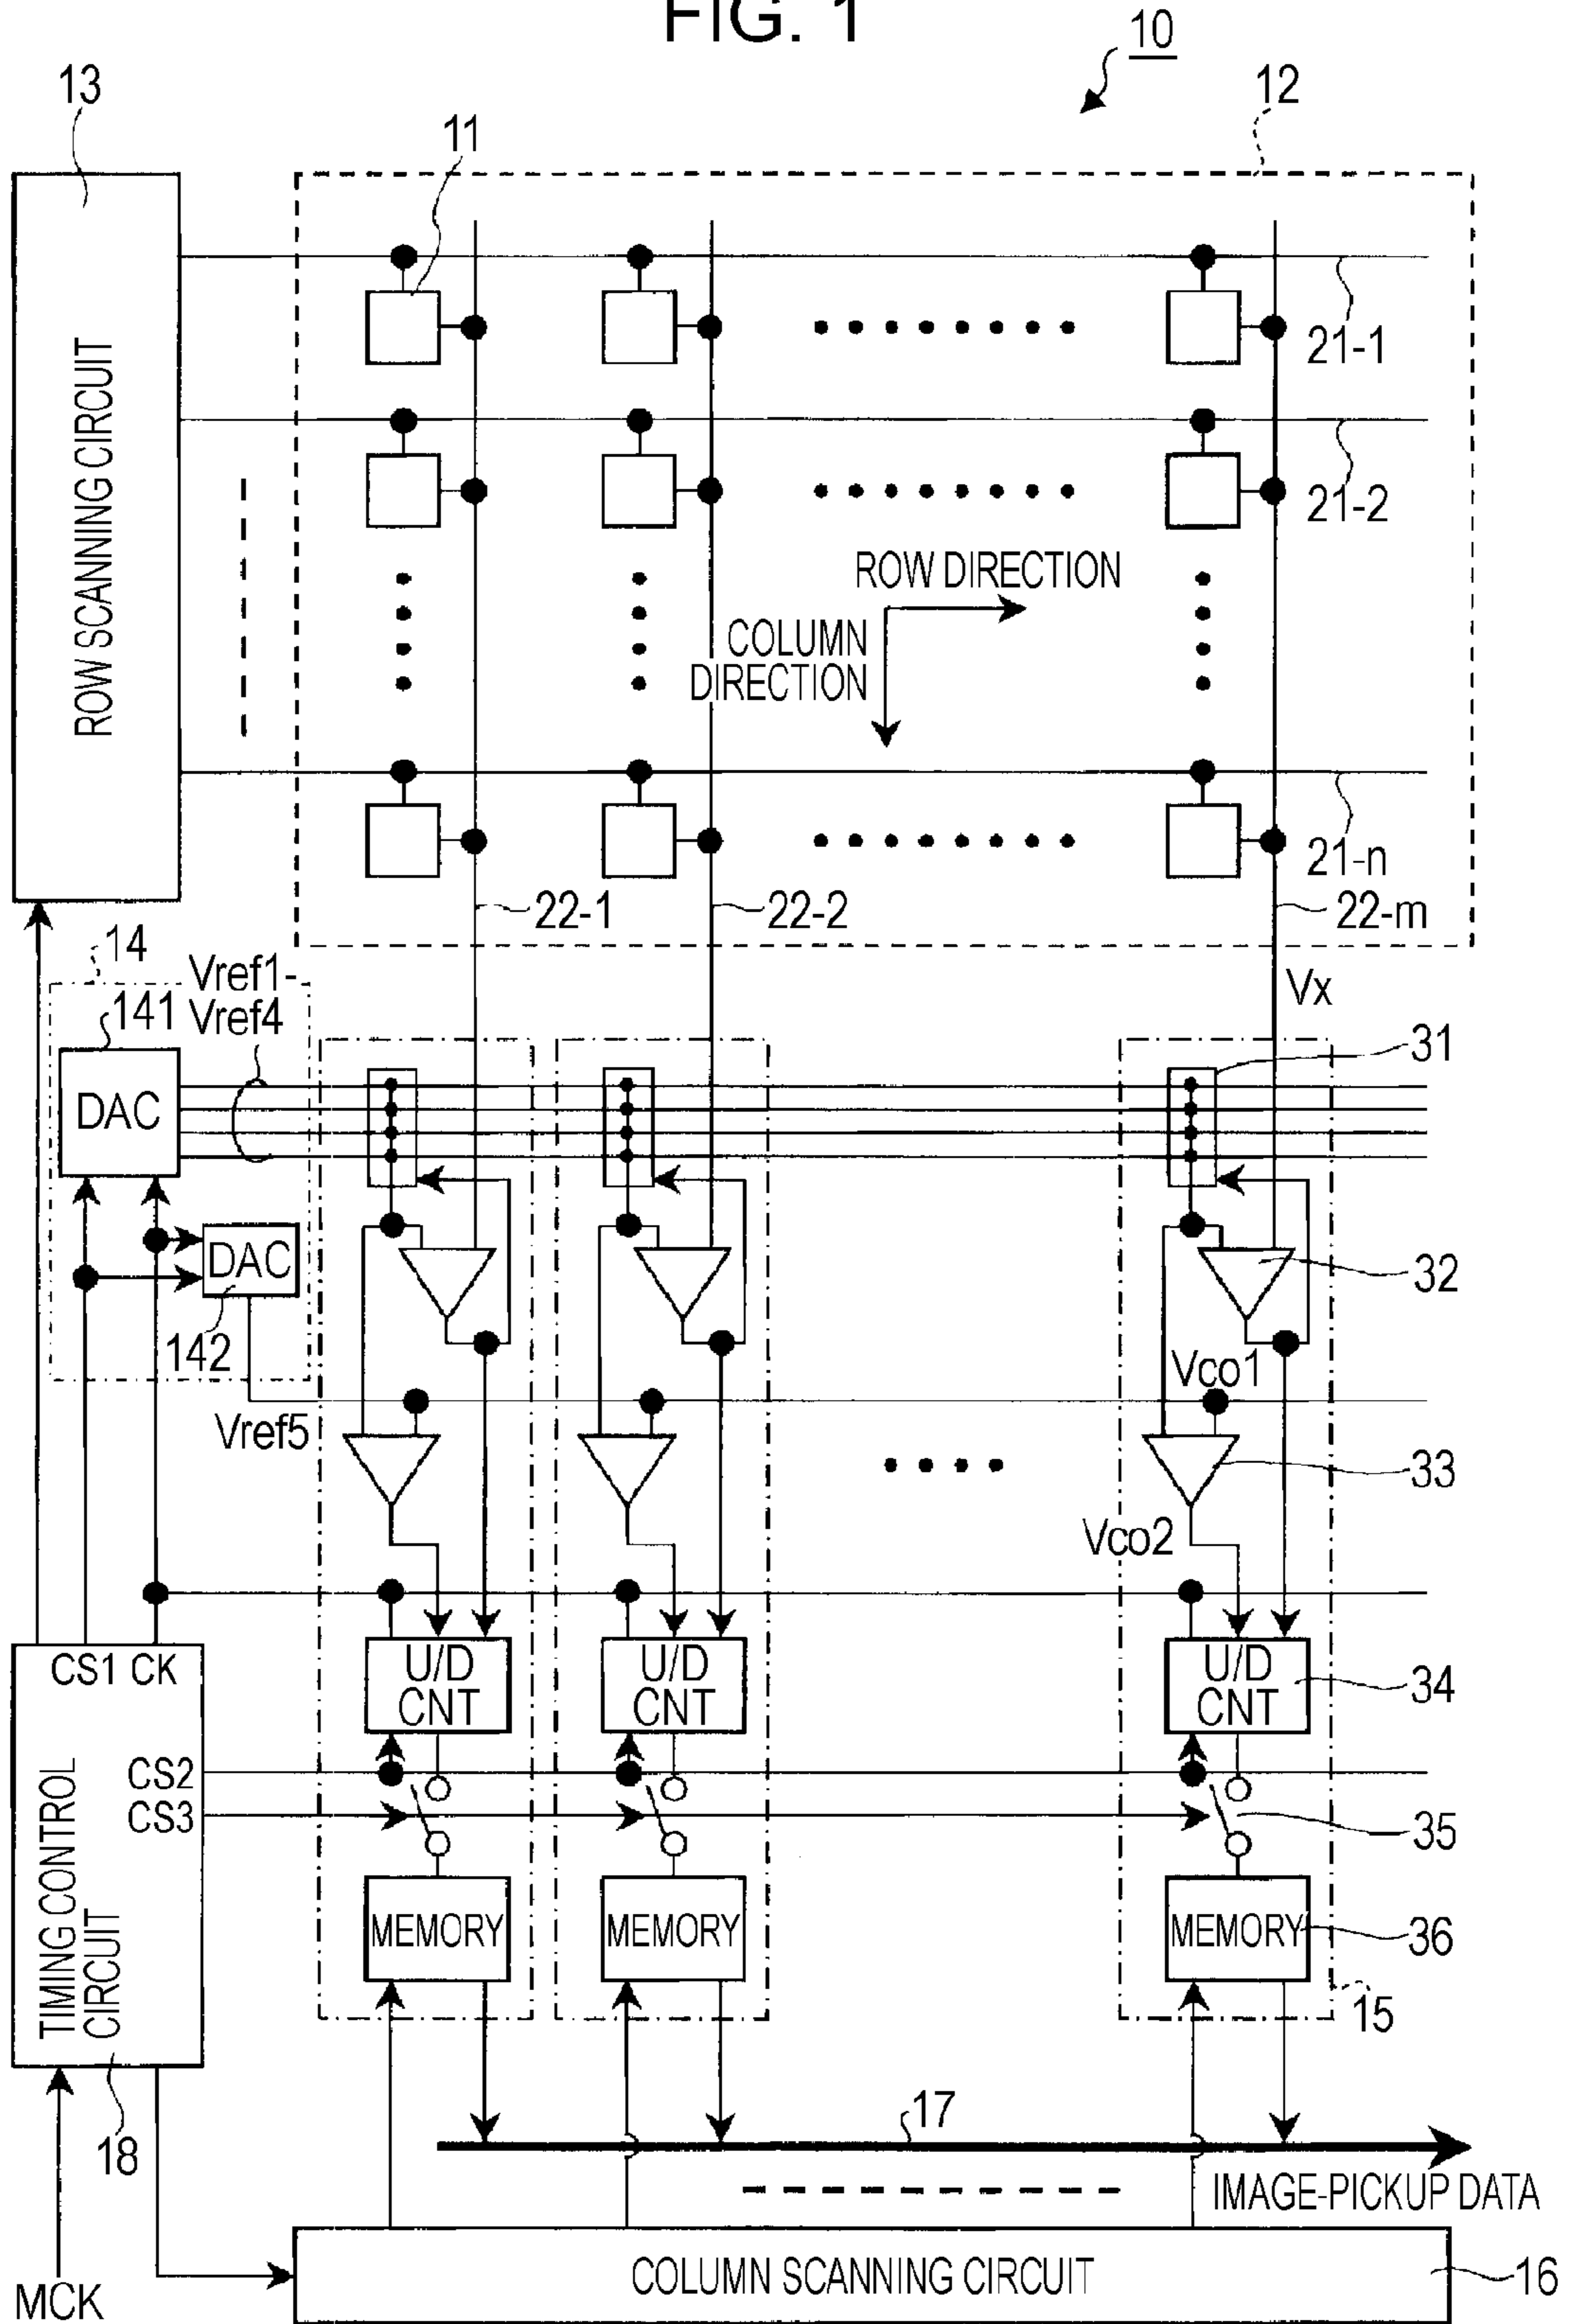 FIG. 1
10
13
12
11
ROW SCANNING CIRCUIT
21-1
21-2
ROW DIRECTION
COLUMN
DIRECTION
21-n
22-1
22-2
22-m
14
Vref1-
Vref4
Vx
141
DAC
31
DAC
142
32
Vco1
Vref5
33
Vco2
CS1 CK
U/D
CNT
U/D
CNT
U/D
CNT
34
CS2
CS3
35
TIMING CONTROL
CIRCUIT
MEMORY
MEMORY
MEMORY
36
15
18
17
IMAGE-PICKUP DATA
MCK
COLUMN SCANNING CIRCUIT
16